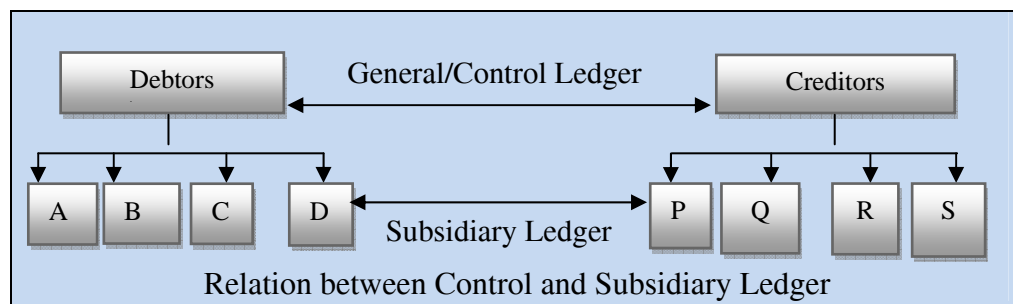 Debtors
General/Control Ledger
Creditors
A B C D
P Q R S
Subsidiary Ledger
Relation between Control and Subsidiary Ledger